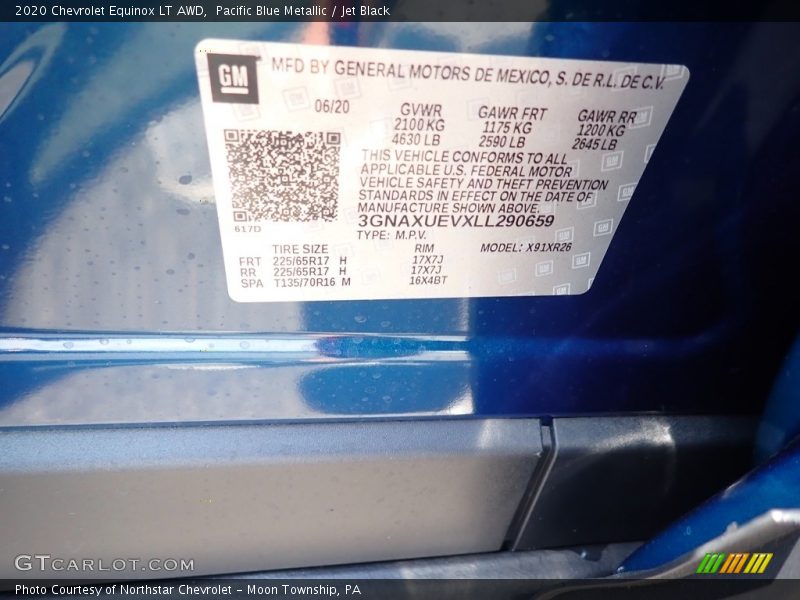 2020 Chevrolet Equinox LT AWD, Pacific Blue Metallic / Jet Black
GM
MFD BY GENERAL MOTORS DE MEXICO, S. DE R.L. DE C.V.
06/20 GVWR GAWR FRT GAWR RR
2100 KG 1175 KG 1200 KG
4630 LB 2590 LB 2645 LB
THIS VEHICLE CONFORMS TO ALL
APPLICABLE U.S. FEDERAL MOTOR
VEHICLE SAFETY AND THEFT PREVENTION
STANDARDS IN EFFECT ON THE DATE OF
MANUFACTURE SHOWN ABOVE.
3GNAXUEVXLL290659
617D
TYPE: M.P.V.
TIRE SIZE RIM MODEL: X91XR26
FRT 225/65R17 H 17X7J
RR 225/65R17 H 17X7J
SPA T135/70R16 M 16X4BT
GTCARLOT.COM
Photo Courtesy of Northstar Chevrolet - Moon Township, PA